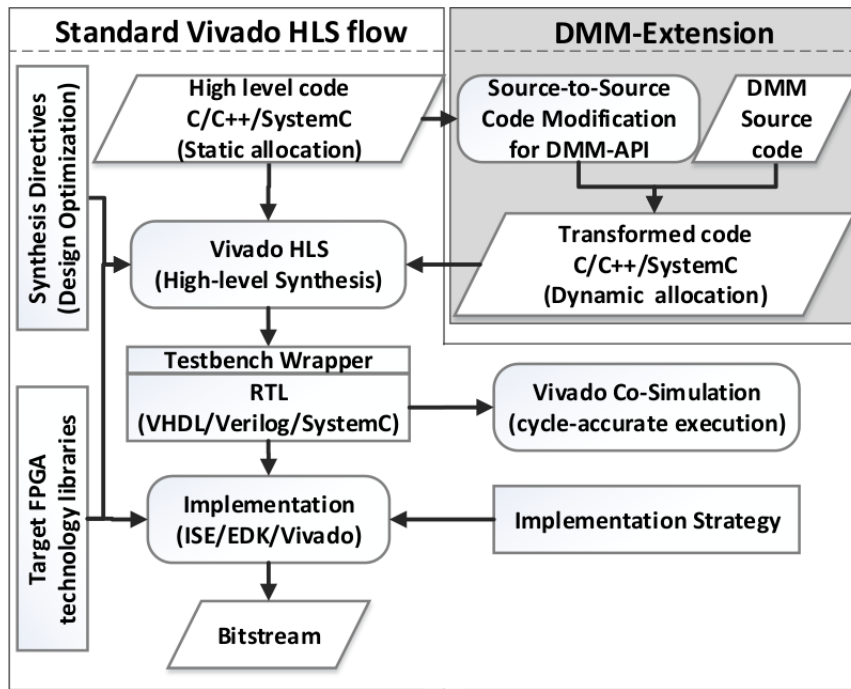 Standard Vivado HLS flow
DMM-Extension
Synthesis Directives
(Design Optimization)
High level code
C/C++/SystemC
(Static allocation)
Source-to-Source
Code Modification
for DMM-API
DMM
Source
code
Vivado HLS
(High-level Synthesis)
Transformed code
C/C++/SystemC
(Dynamic allocation)
Testbench Wrapper
RTL
(VHDL/Verilog/SystemC)
Vivado Co-Simulation
(cycle-accurate execution)
Target FPGA
technology libraries
Implementation
(ISE/EDK/Vivado)
Implementation Strategy
Bitstream